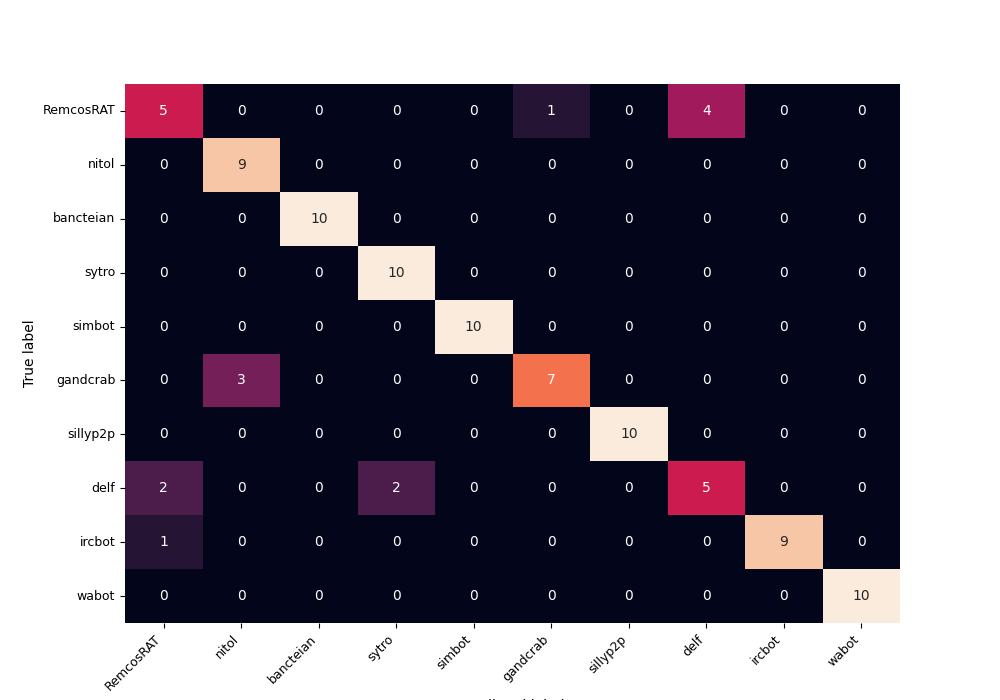 RemcosRAT 5 0 0 0 0 1 0 4 0 0
nitol 0 9 0 0 0 0 0 0 0 0
bancteian 0 0 10 0 0 0 0 0 0 0
sytro 0 0 0 10 0 0 0 0 0 0
simbot 0 0 0 0 10 0 0 0 0 0
True label
gandcrab 0 3 0 0 0 7 0 0 0 0
sillyp2p 0 0 0 0 0 0 10 0 0 0
delf 2 0 0 2 0 0 0 5 0 0
ircbot 1 0 0 0 0 0 0 0 9 0
wabot 0 0 0 0 0 0 0 0 0 10
RemcosRAT nitol bancteian sytro simbot gandcrab sillyp2p delf ircbot wabot